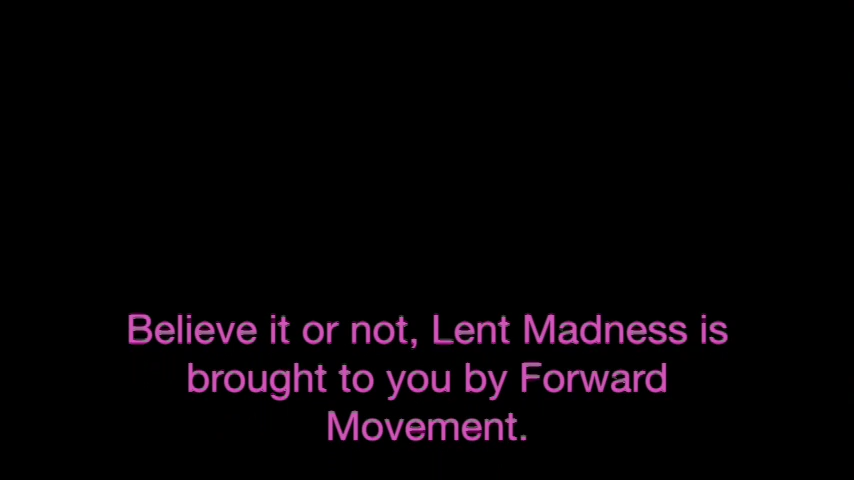 Believe it or not, Lent Madness is
brought to you by Forward
Movement.